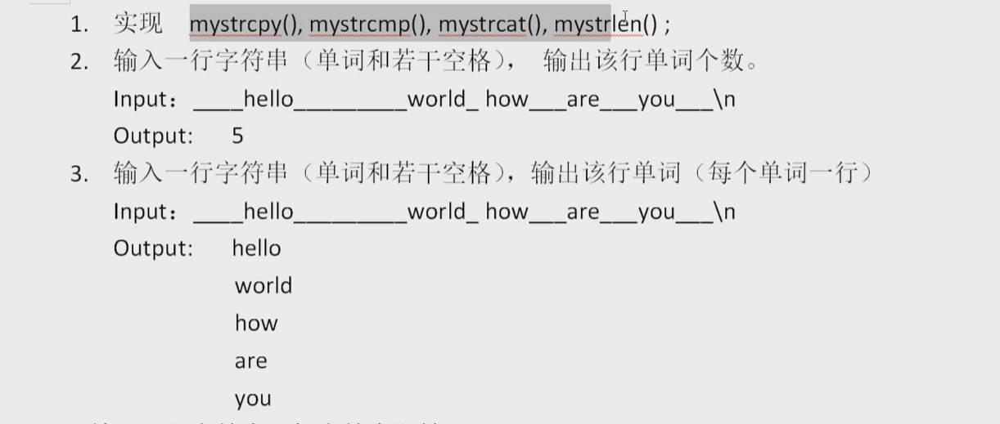 1. 实现 mystrcpy(), mystrcmp(), mystrcat(), mystrlen() ;
2. 输入一行字符串（单词和若干空格）， 输出该行单词个数。
Input： ____hello_________world_ how___are___you___\n
Output: 5
3. 输入一行字符串（单词和若干空格），输出该行单词（每个单词一行）
Input： ____hello_________world_ how___are___you___\n
Output: hello
world
how
are
you